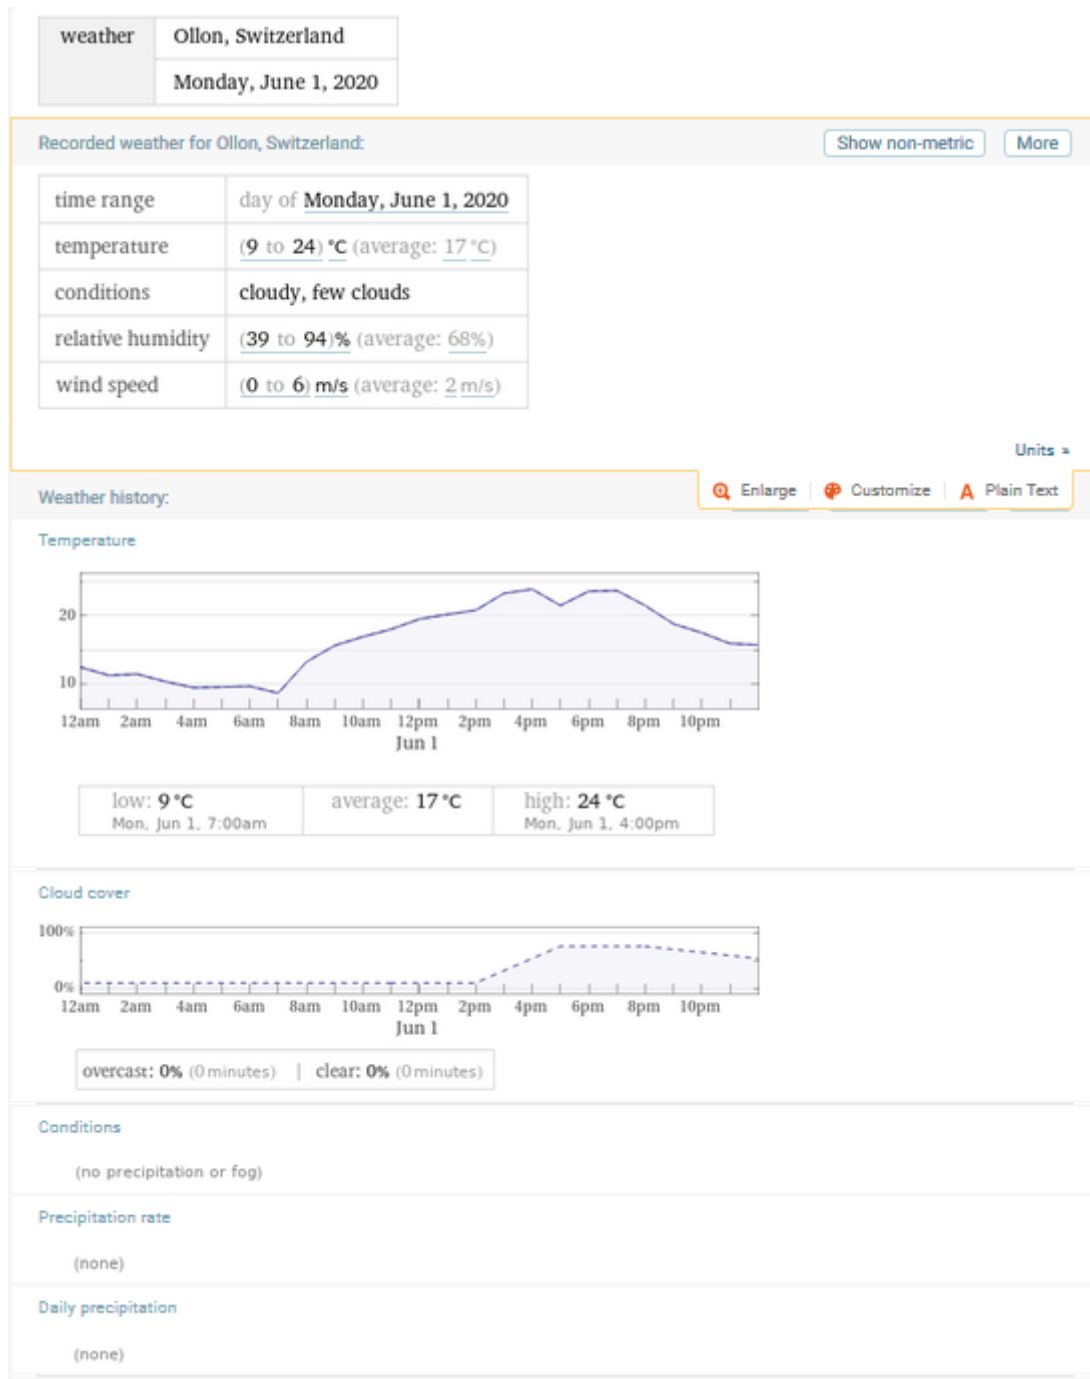 weather Ollon, Switzerland
Monday, June 1, 2020
Recorded weather for Ollon, Switzerland: Show non-metric More
time range day of Monday, June 1, 2020
temperature (9 to 24) °C (average: 17 °C)
conditions cloudy, few clouds
relative humidity (39 to 94)% (average: 68%)
wind speed (0 to 6) m/s (average: 2 m/s)
Units »
Weather history: Enlarge Customize A Plain Text
Temperature
20
10
12am 2am 4am 6am 8am 10am 12pm 2pm 4pm 6pm 8pm 10pm
Jun 1
low: 9 °C average: 17 °C high: 24 °C
Mon, Jun 1, 7:00am Mon, Jun 1, 4:00pm
Cloud cover
100%
0%
12am 2am 4am 6am 8am 10am 12pm 2pm 4pm 6pm 8pm 10pm
Jun 1
overcast: 0% (0 minutes) | clear: 0% (0 minutes)
Conditions
(no precipitation or fog)
Precipitation rate
(none)
Daily precipitation
(none)